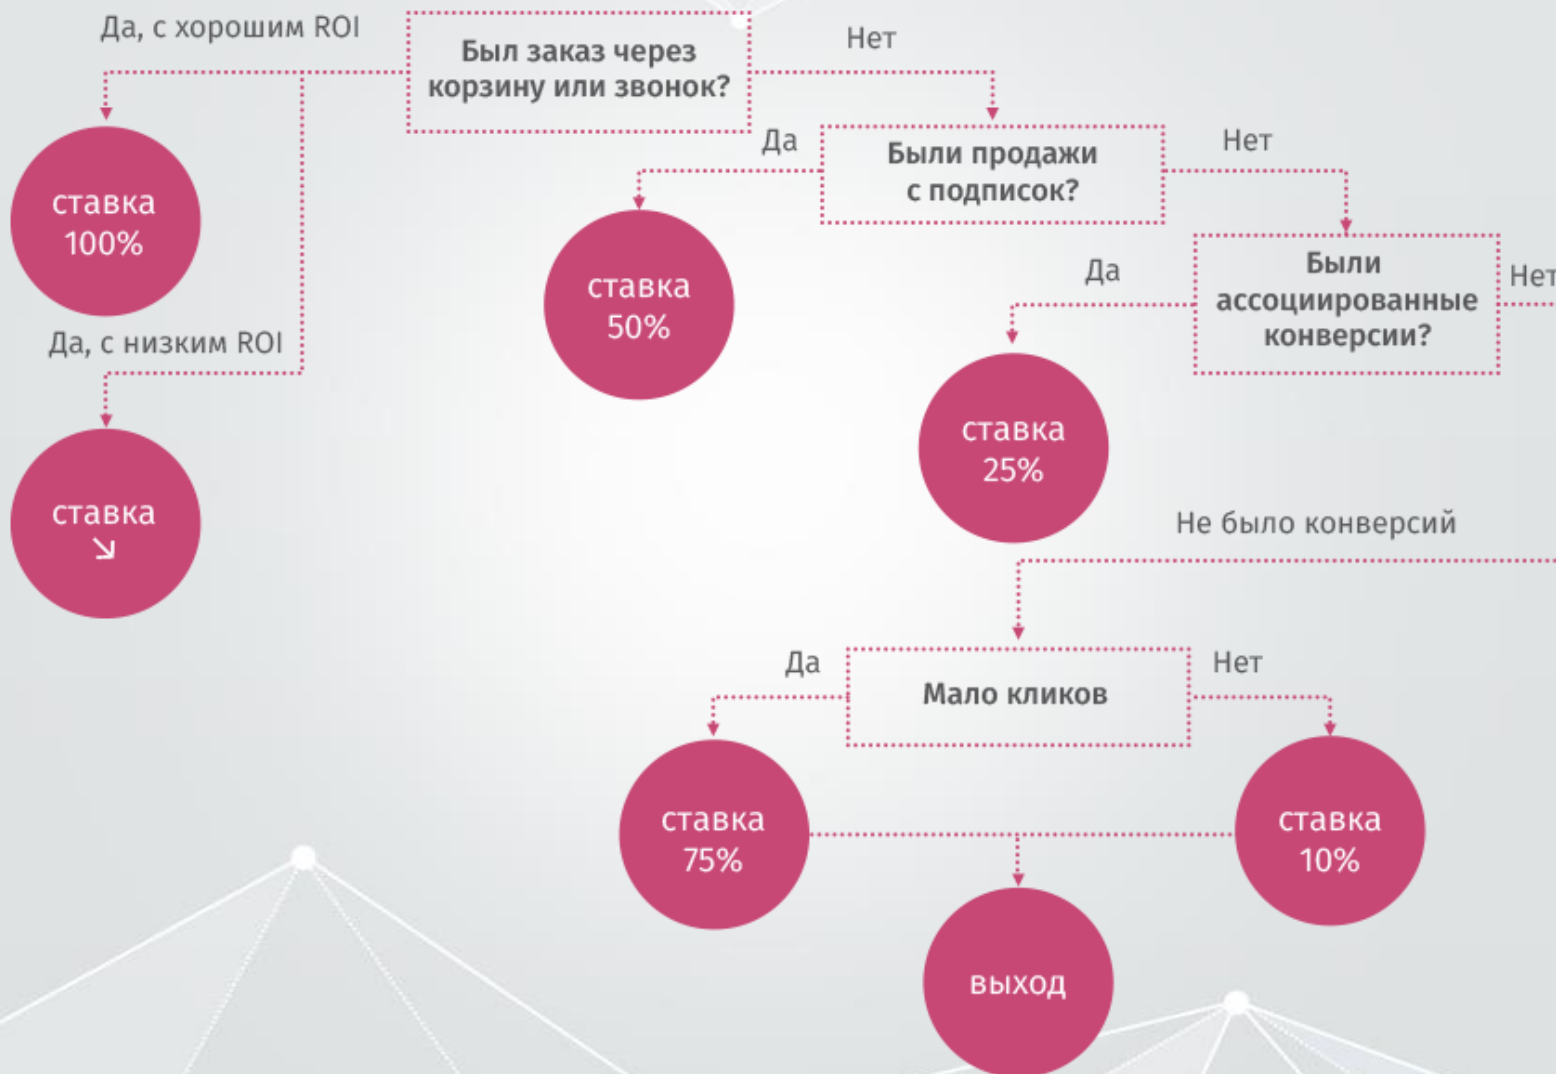 Да, с хорошим ROI
Был заказ через
корзину или звонок?
Нет
Да
Были продажи
с подписок?
Нет
ставка
100%
Да
Были
ассоциированные
конверсии?
Нет
ставка
50%
Да, с низким ROI
ставка
25%
ставка
↘
Не было конверсий
Да
Мало кликов
Нет
ставка
75%
ставка
10%
выход